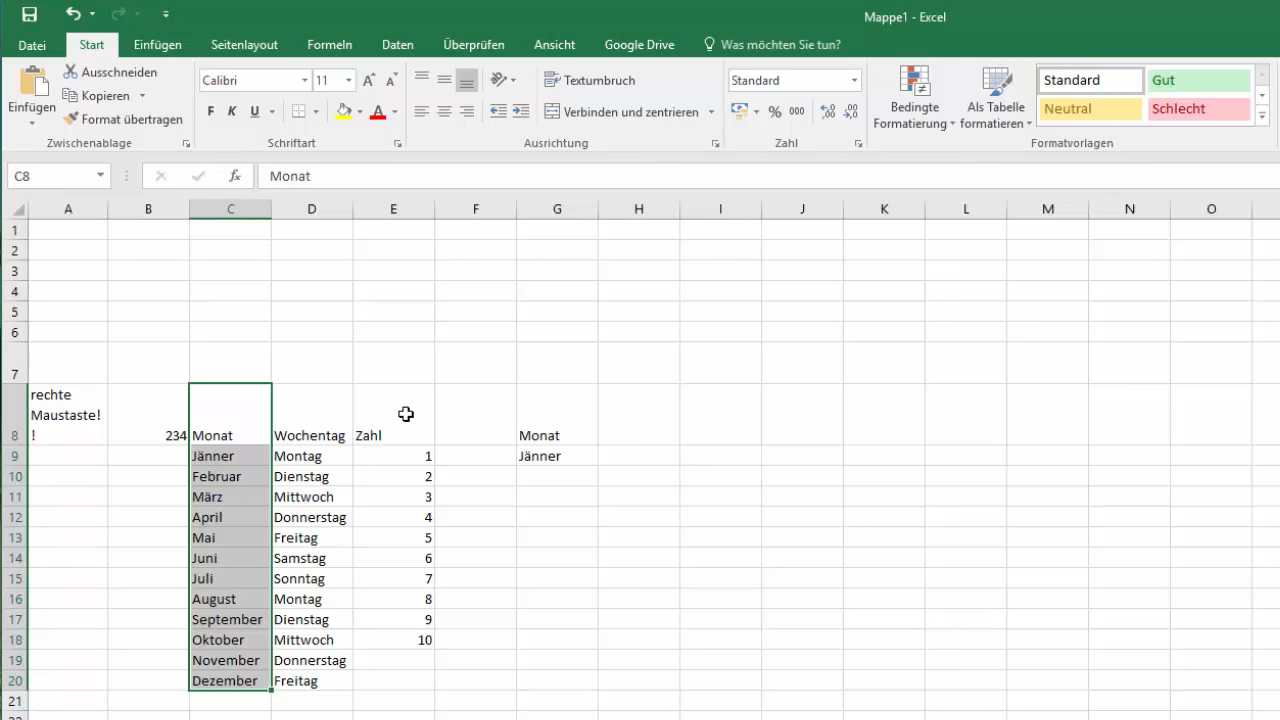 Mappe1 - Excel
Datei Start Einfügen Seitenlayout Formeln Daten Überprüfen Ansicht Google Drive Was möchten Sie tun?
Einfügen
Ausschneiden
Kopieren
Format übertragen
Zwischenablage
Calibri 11
F K U
Schriftart
Textumbruch
Verbinden und zentrieren
Ausrichtung
Standard
% 000
Zahl
Bedingte
Formatierung
Als Tabelle
formatieren
Standard Gut
Neutral Schlecht
Formatvorlagen
C8 fx Monat
A B C D E F G H I J K L M N O
1
2
3
4
5
6
7
rechte
Maustaste!
8 ! 234 Monat Wochentag Zahl Monat
9 Jänner Montag 1 Jänner
10 Februar Dienstag 2
11 März Mittwoch 3
12 April Donnerstag 4
13 Mai Freitag 5
14 Juni Samstag 6
15 Juli Sonntag 7
16 August Montag 8
17 September Dienstag 9
18 Oktober Mittwoch 10
19 November Donnerstag
20 Dezember Freitag
21